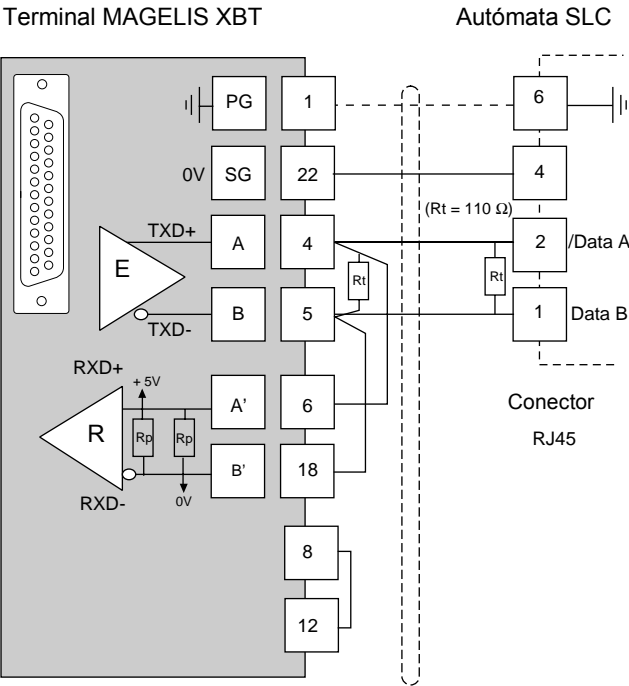 Terminal MAGELIS XBT
Autómata SLC
PG 1 6
0V SG 22 4
(Rt = 110 Ω)
TXD+ A 4 2 /Data A
E Rt Rt
TXD- B 5 1 Data B
RXD+
+ 5V
A' 6
Conector
R Rp Rp
RJ45
B' 18
RXD- 0V
8
12